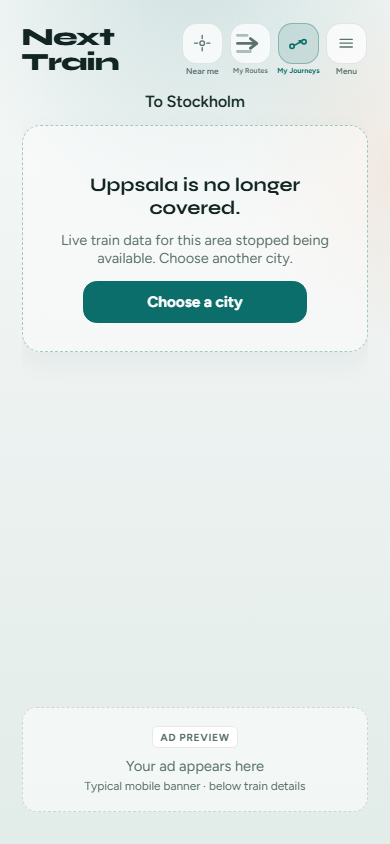 Next
Train
Near me
My Routes
My Journeys
Menu
To Stockholm
Uppsala is no longer
covered.
Live train data for this area stopped being
available. Choose another city.
Choose a city
AD PREVIEW
Your ad appears here
Typical mobile banner · below train details